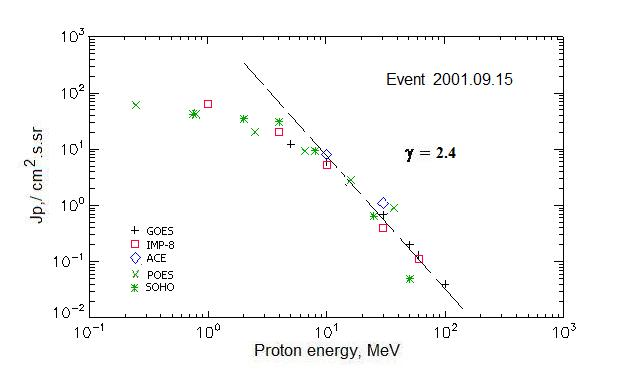 10³
Event 2001.09.15
10²
γ = 2.4
10¹
10⁰
10⁻¹
10⁻²
Jp,/ cm².s.sr
GOES
IMP-8
ACE
POES
SOHO
10⁻¹ 10⁰ 10¹ 10² 10³
Proton energy, MeV